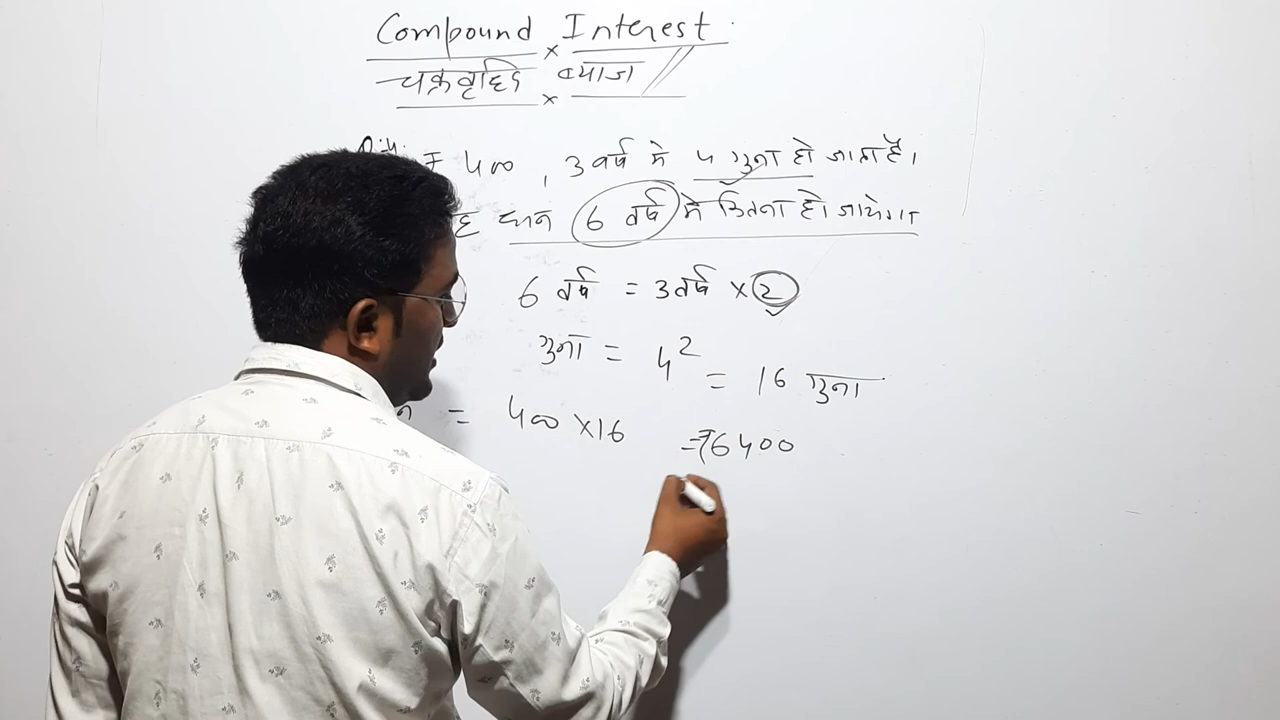 Compound × Interest
चक्रवृद्धि × ब्याज
₹ 400, 3 वर्ष में 4 गुना हो जाता है।
धन 6 वर्ष में कितना हो जायेगा
6 वर्ष = 3 वर्ष × 2
गुना = 4²
= 16 गुना
= 400 × 16 = ₹6400